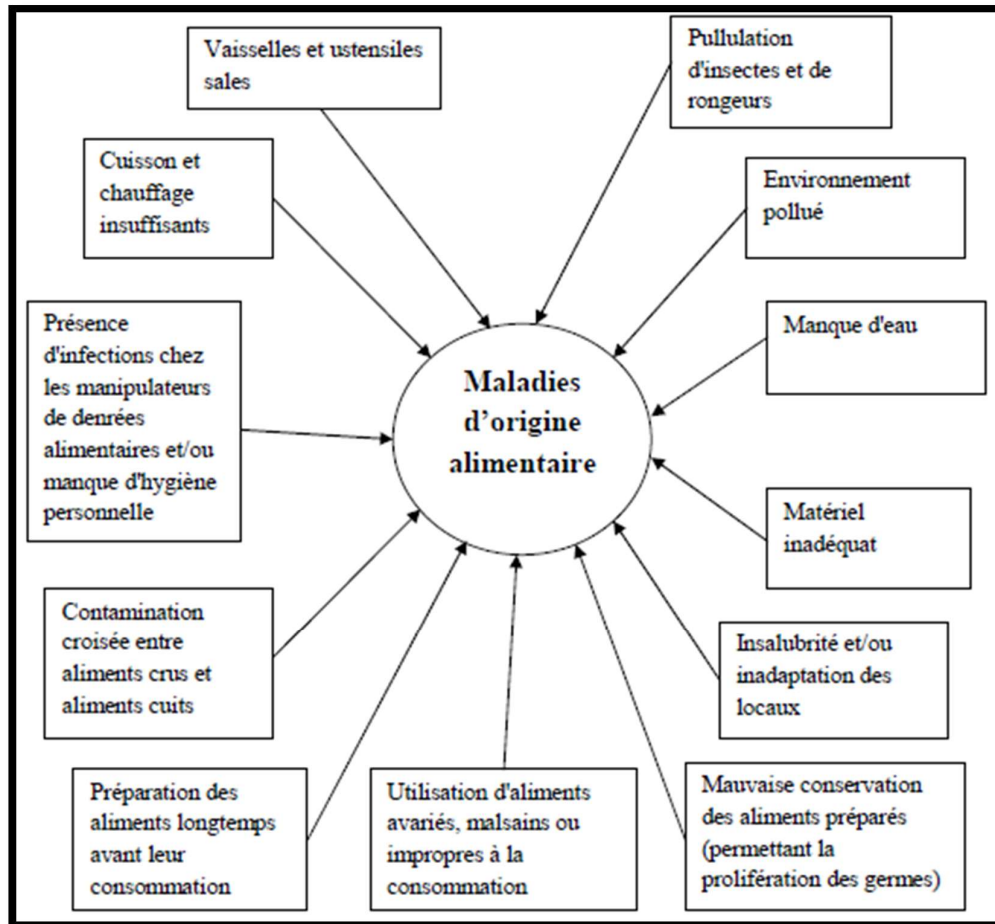 Vaisselles et ustensiles
sales
Pullulation
d'insectes et de
rongeurs
Cuisson et
chauffage
insuffisants
Environnement
pollué
Présence
d'infections chez
les manipulateurs
de denrées
alimentaires et/ou
manque d'hygiène
personnelle
Maladies
d'origine
alimentaire
Manque d'eau
Matériel
inadéquat
Contamination
croisée entre
aliments crus et
aliments cuits
Insalubrité et/ou
inadaptation des
locaux
Préparation des
aliments longtemps
avant leur
consommation
Utilisation d'aliments
avariés, malsains ou
impropres à la
consommation
Mauvaise conservation
des aliments préparés
(permettant la
prolifération des germes)